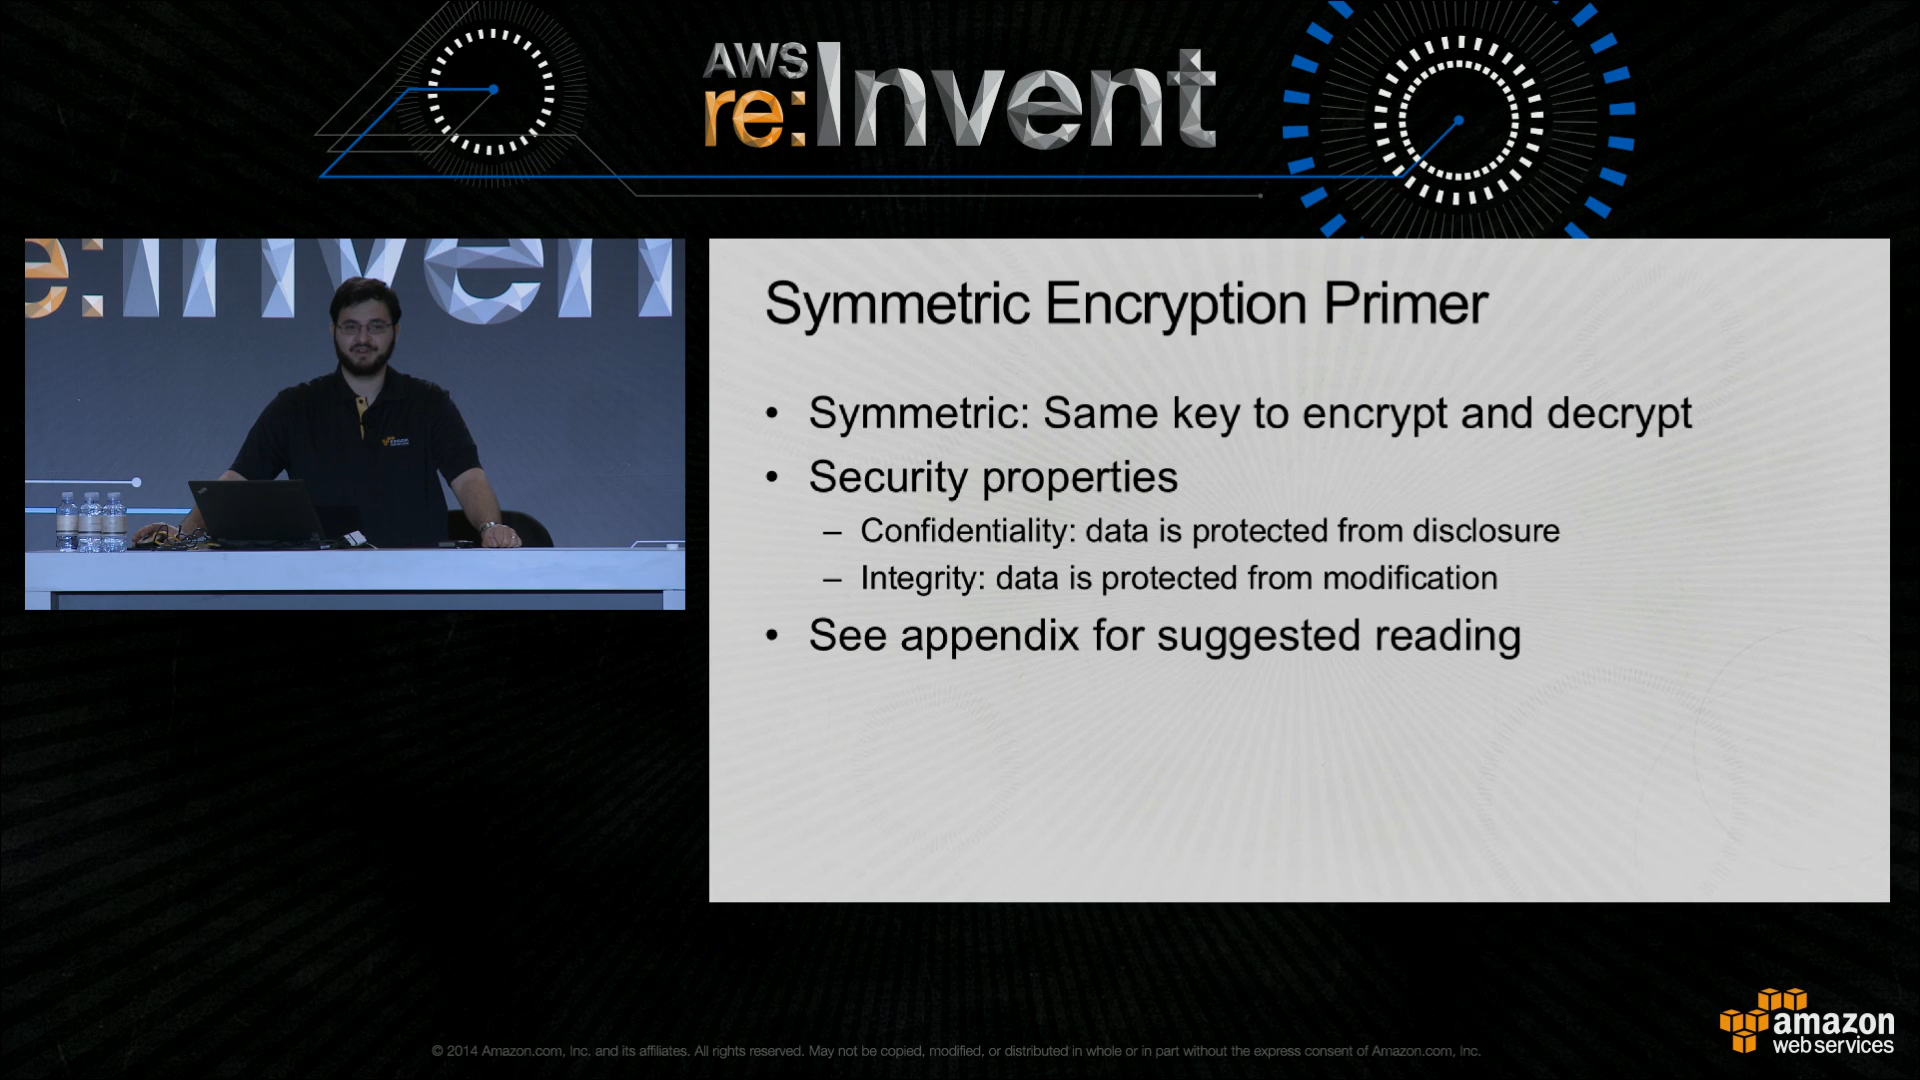 AWS
re:Invent
e:Inven
Symmetric Encryption Primer
• Symmetric: Same key to encrypt and decrypt
• Security properties
– Confidentiality: data is protected from disclosure
– Integrity: data is protected from modification
• See appendix for suggested reading
amazon
web services
© 2014 Amazon.com, Inc. and its affiliates. All rights reserved. May not be copied, modified, or distributed in whole or in part without the express consent of Amazon.com, Inc.